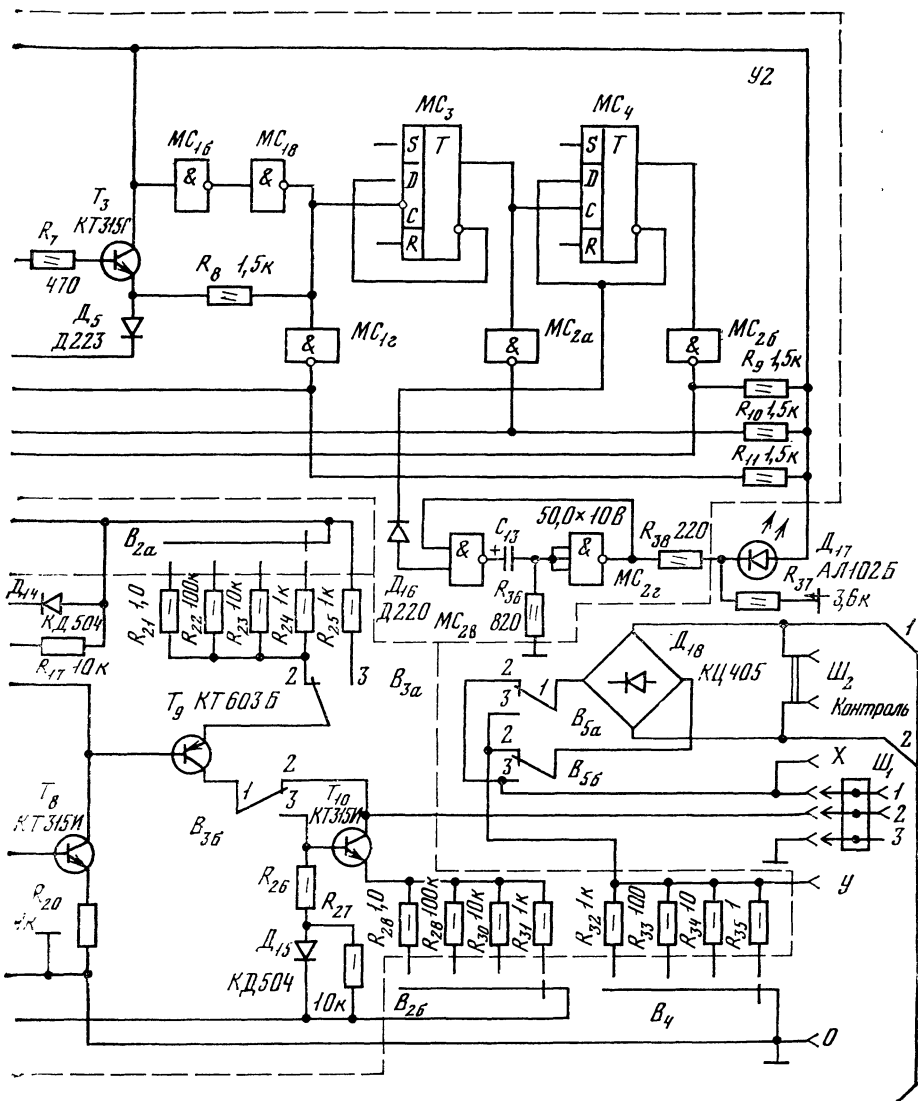 У2
МС3
МС4
S T
D
C
R
S T
D
C
R
МС1б
МС1в
&
&
T3
КТ315Г
R7
470
R8 1,5к
Д5
Д223
&
МС1г
&
МС2а
&
МС2б
R9 1,5к
R10 1,5к
R11 1,5к
50,0×10В
C13
+
&
&
R38 220
Д17
АЛ102Б
R37
3,6к
Д16
Д220
R36
820
МС2г
МС2в
В2а
Д14
КД504
R17 10к
R21 1,0
R22 100к
R23 10к
R24 1к
R25 1к
2
3
В3а
T9 КТ603Б
Д18
КЦ405
2
3
1
В5а
2
3
В5б
1
Ш2
Контроль
2
X
Ш1
1
2
3
T8
КТ315И
1
2
3
В3б
T10
КТ315И
R20
1к
R26
R27
Д15
КД504
10к
R28 1,0
R28 100к
R30 10к
R31 1к
R32 1к
R33 100
R34 10
R35 1
У
В2б
В4
0